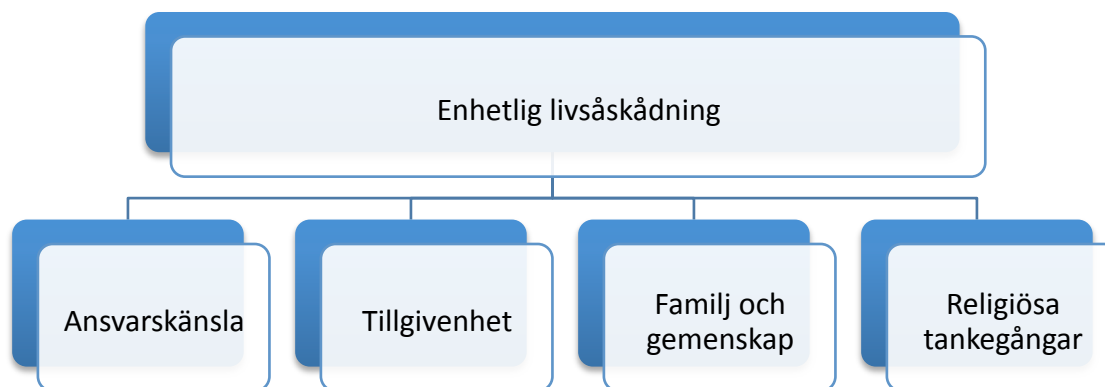 Enhetlig livsåskådning
Ansvarskänsla
Tillgivenhet
Familj och
gemenskap
Religiösa
tankegångar